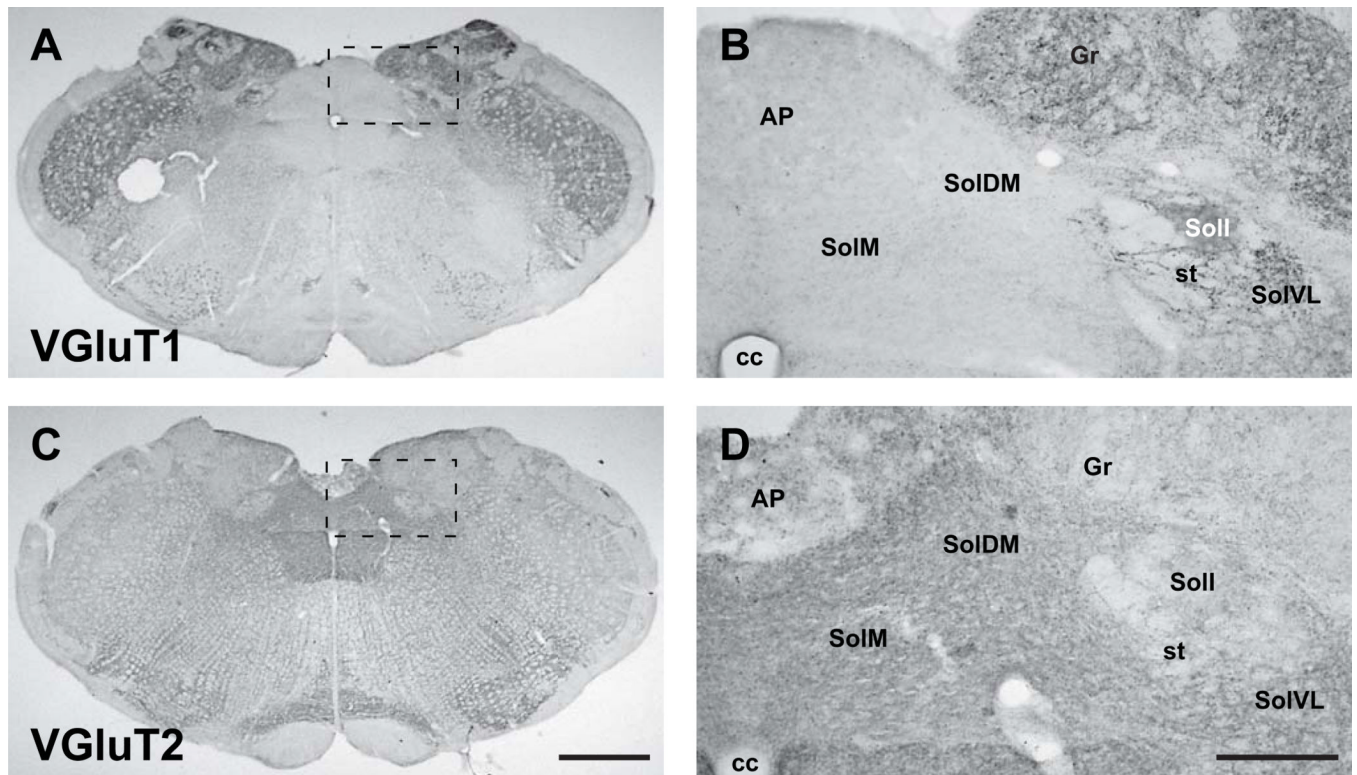 A
VGluT1
B
Gr
AP
SolDM
SolI
SolM
st
SolVL
cc
C
VGluT2
D
Gr
AP
SolDM
SolI
SolM
st
SolVL
cc